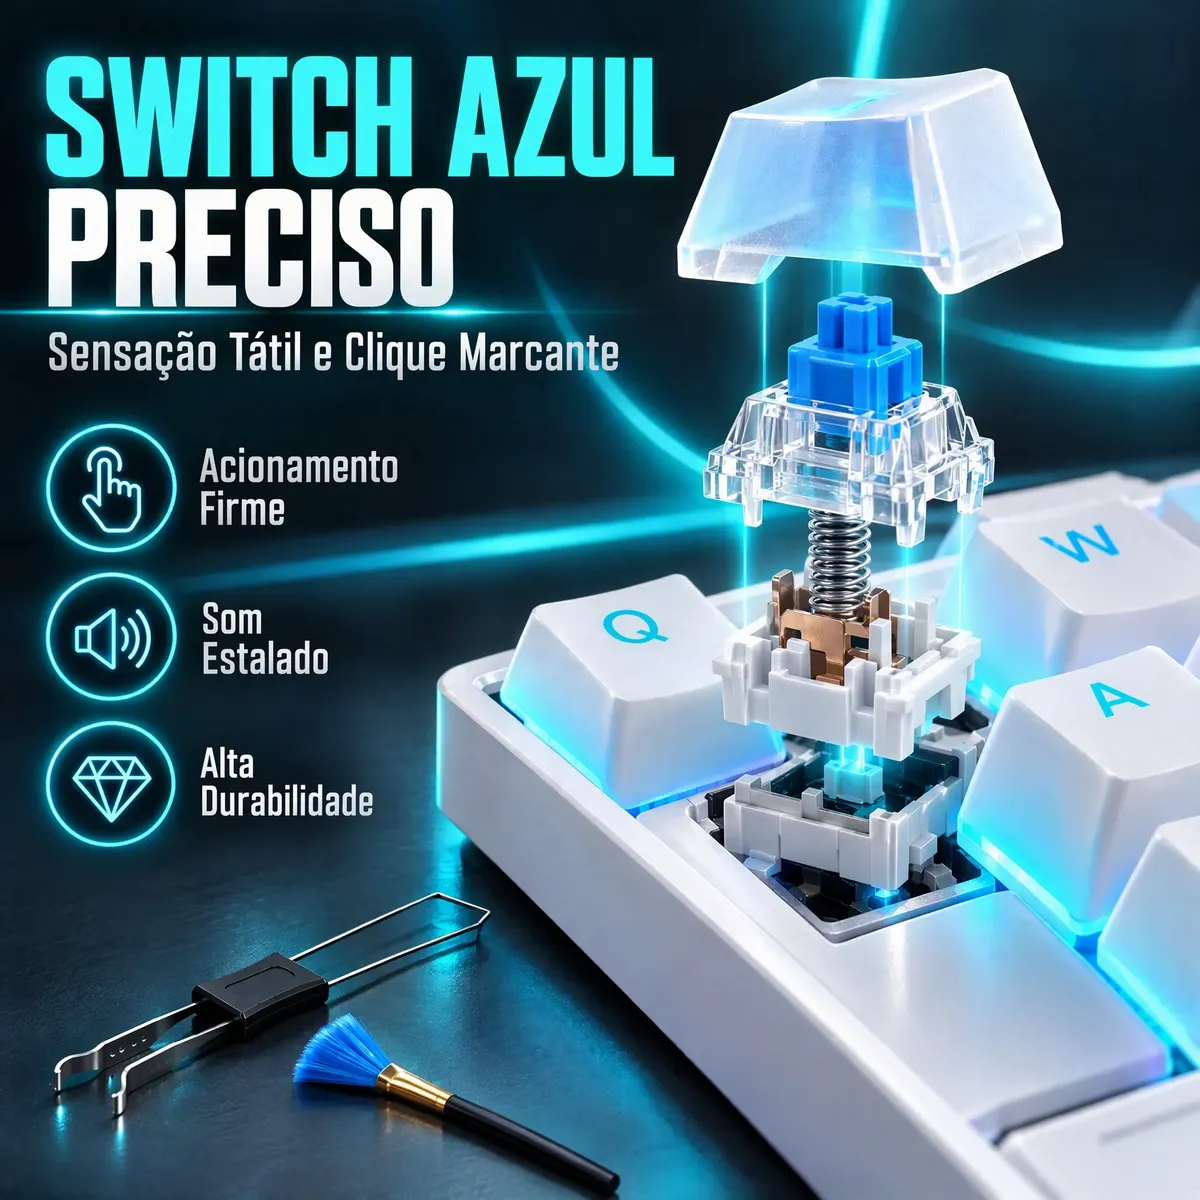 SWITCH AZUL
PRECISO
Sensação Tátil e Clique Marcante
Acionamento
Firme
Som
Estalado
Alta
Durabilidade
Q
W
A